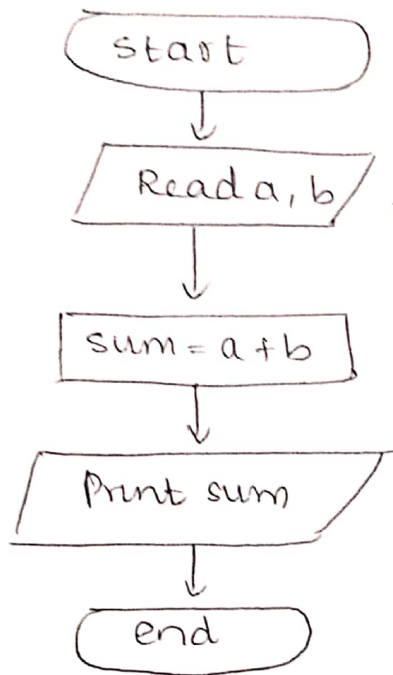 start
Read a, b
sum = a + b
Print sum
end